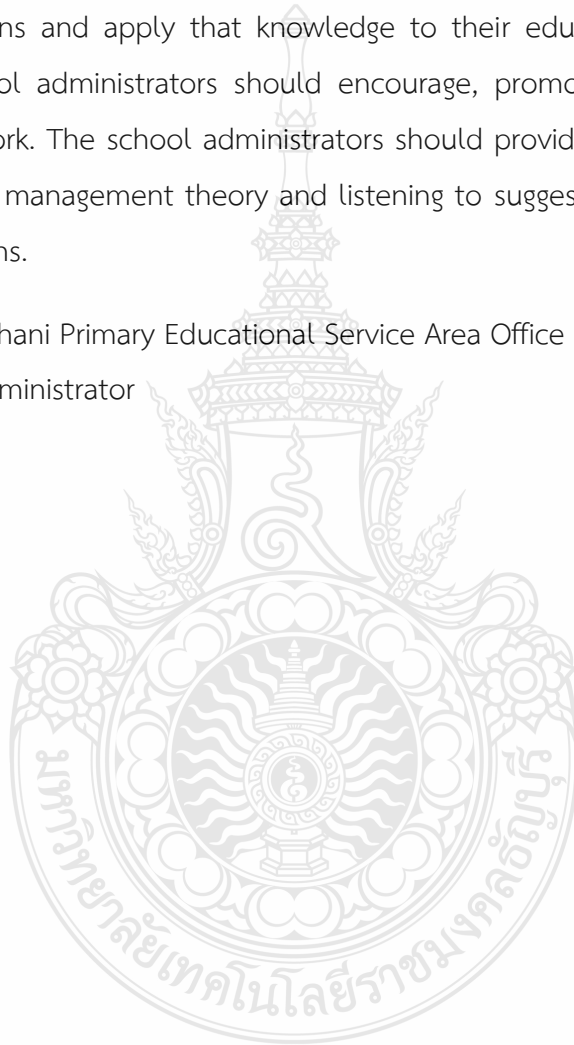 ns and apply that knowledge to their edu
ol administrators should encourage, promo
ork. The school administrators should provid
management theory and listening to sugges
ns.
hani Primary Educational Service Area Office
ministrator
มหาวิทยาลัยเทคโนโลยีราชมงคลธัญบุรี